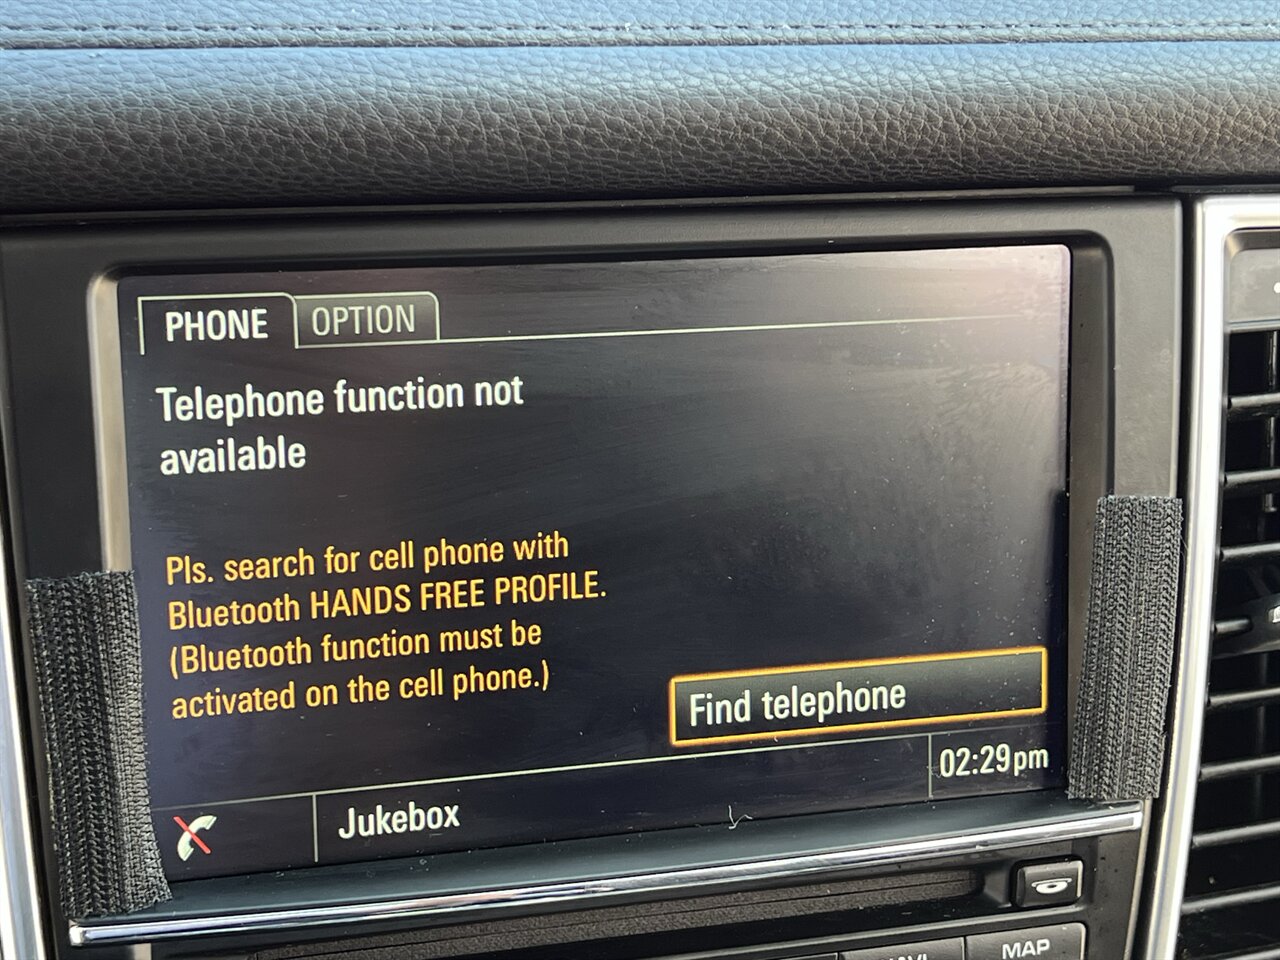 PHONE OPTION
Telephone function not
available
Pls. search for cell phone with
Bluetooth HANDS FREE PROFILE.
(Bluetooth function must be
activated on the cell phone.)
Find telephone
Jukebox
02:29pm
MAP